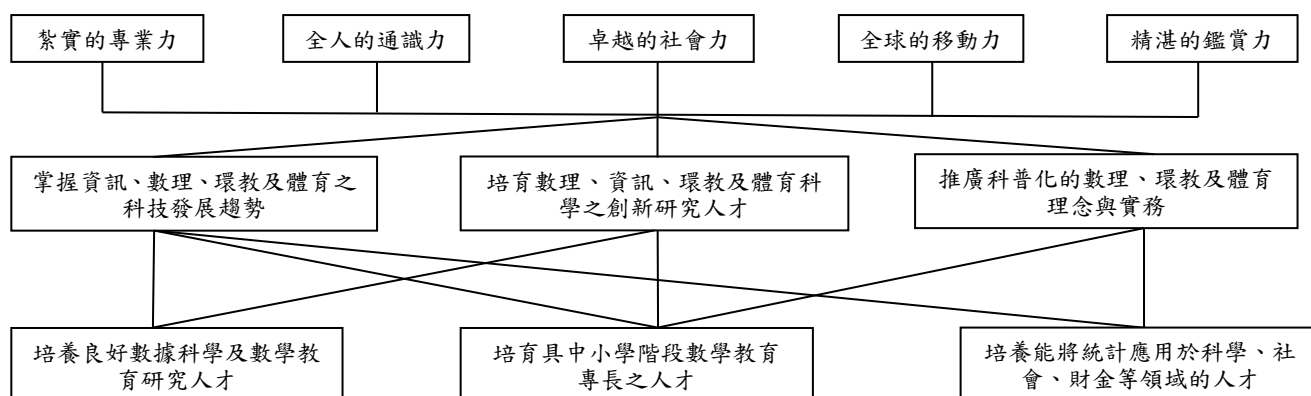 紮實的專業力
全人的通識力
卓越的社會力
全球的移動力
精湛的鑑賞力
掌握資訊、數理、環教及體育之
科技發展趨勢
培育數理、資訊、環教及體育科
學之創新研究人才
推廣科普化的數理、環教及體育
理念與實務
培養良好數據科學及數學教
育研究人才
培育具中小學階段數學教育
專長之人才
培養能將統計應用於科學、社
會、財金等領域的人才